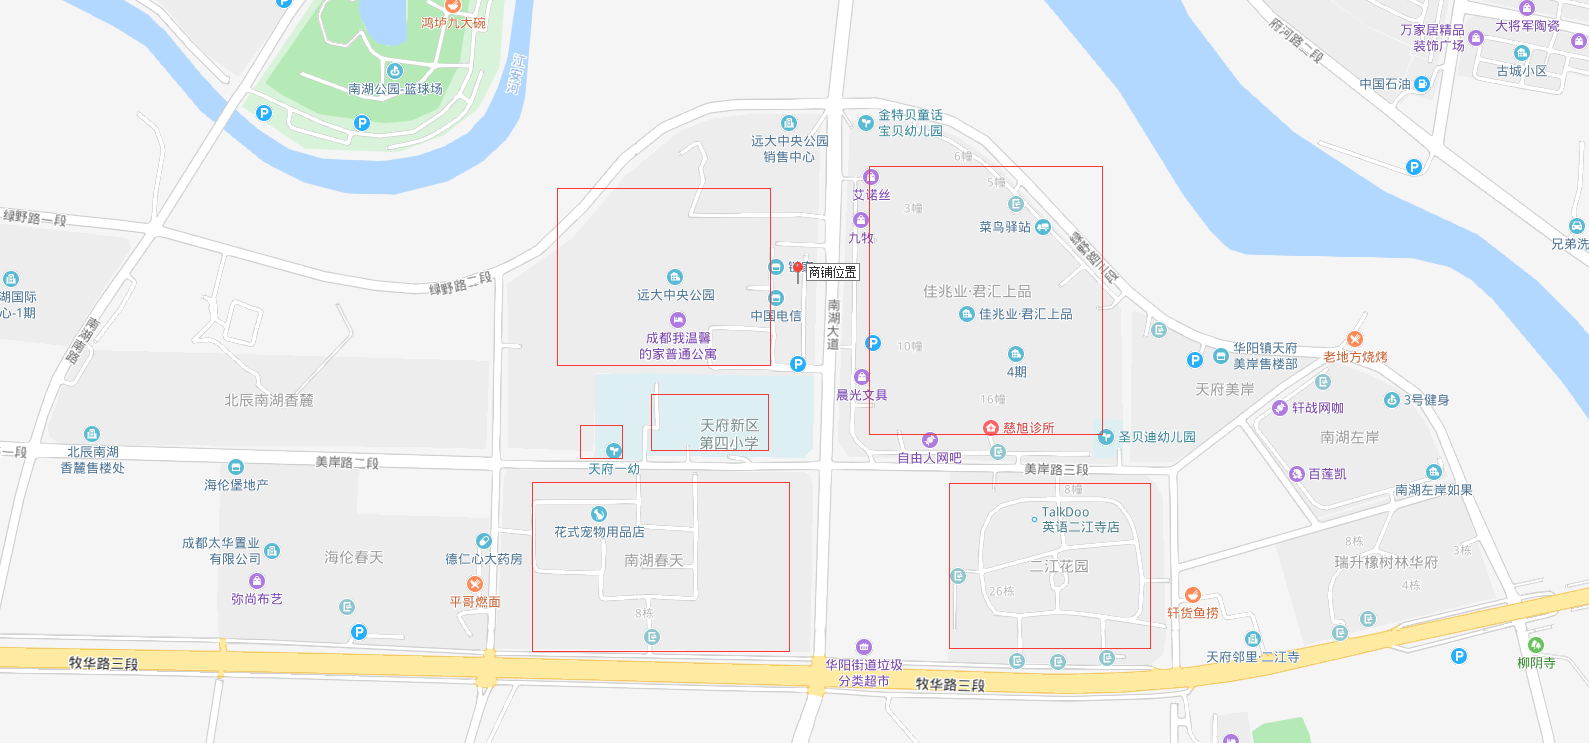 鸿垆九大碗
南湖公园-篮球场
江安河
府河路二段
万家居精品
装饰广场
大将军陶瓷
古城小区
中国石油
兄弟洗
金特贝童话
宝贝幼儿园
远大中央公园
销售中心
6幢
5幢
3幢
艾诺丝
九牧
菜鸟驿站
绿野路一段
绿野路二段
绿野路三段
湖国际
心-1期
南湖南路
远大中央公园
商铺位置
中国电信
成都我温馨
的家普通公寓
南湖大道
佳兆业·君汇上品
佳兆业·君汇上品
10幢
4期
16幢
晨光文具
慈旭诊所
自由人网吧
圣贝迪幼儿园
华阳镇天府
美岸售楼部
天府美岸
老地方烧烤
轩战网咖
3号健身
南湖左岸
百莲凯
南湖左岸如果
北辰南湖香麓
北辰南湖
香麓售楼处
一段
美岸路二段
美岸路三段
天府新区
第四小学
天府一幼
海伦堡地产
成都太华置业
有限公司
海伦春天
弥尚布艺
德仁心大药房
平哥燃面
花式宠物用品店
南湖春天
8栋
8幢
TalkDoo
英语二江寺店
二江花园
26栋
轩货鱼捞
天府邻里·二江寺
瑞升橡树林华府
8栋
3栋
4栋
柳阴寺
华阳街道垃圾
分类超市
牧华路三段
牧华路三段